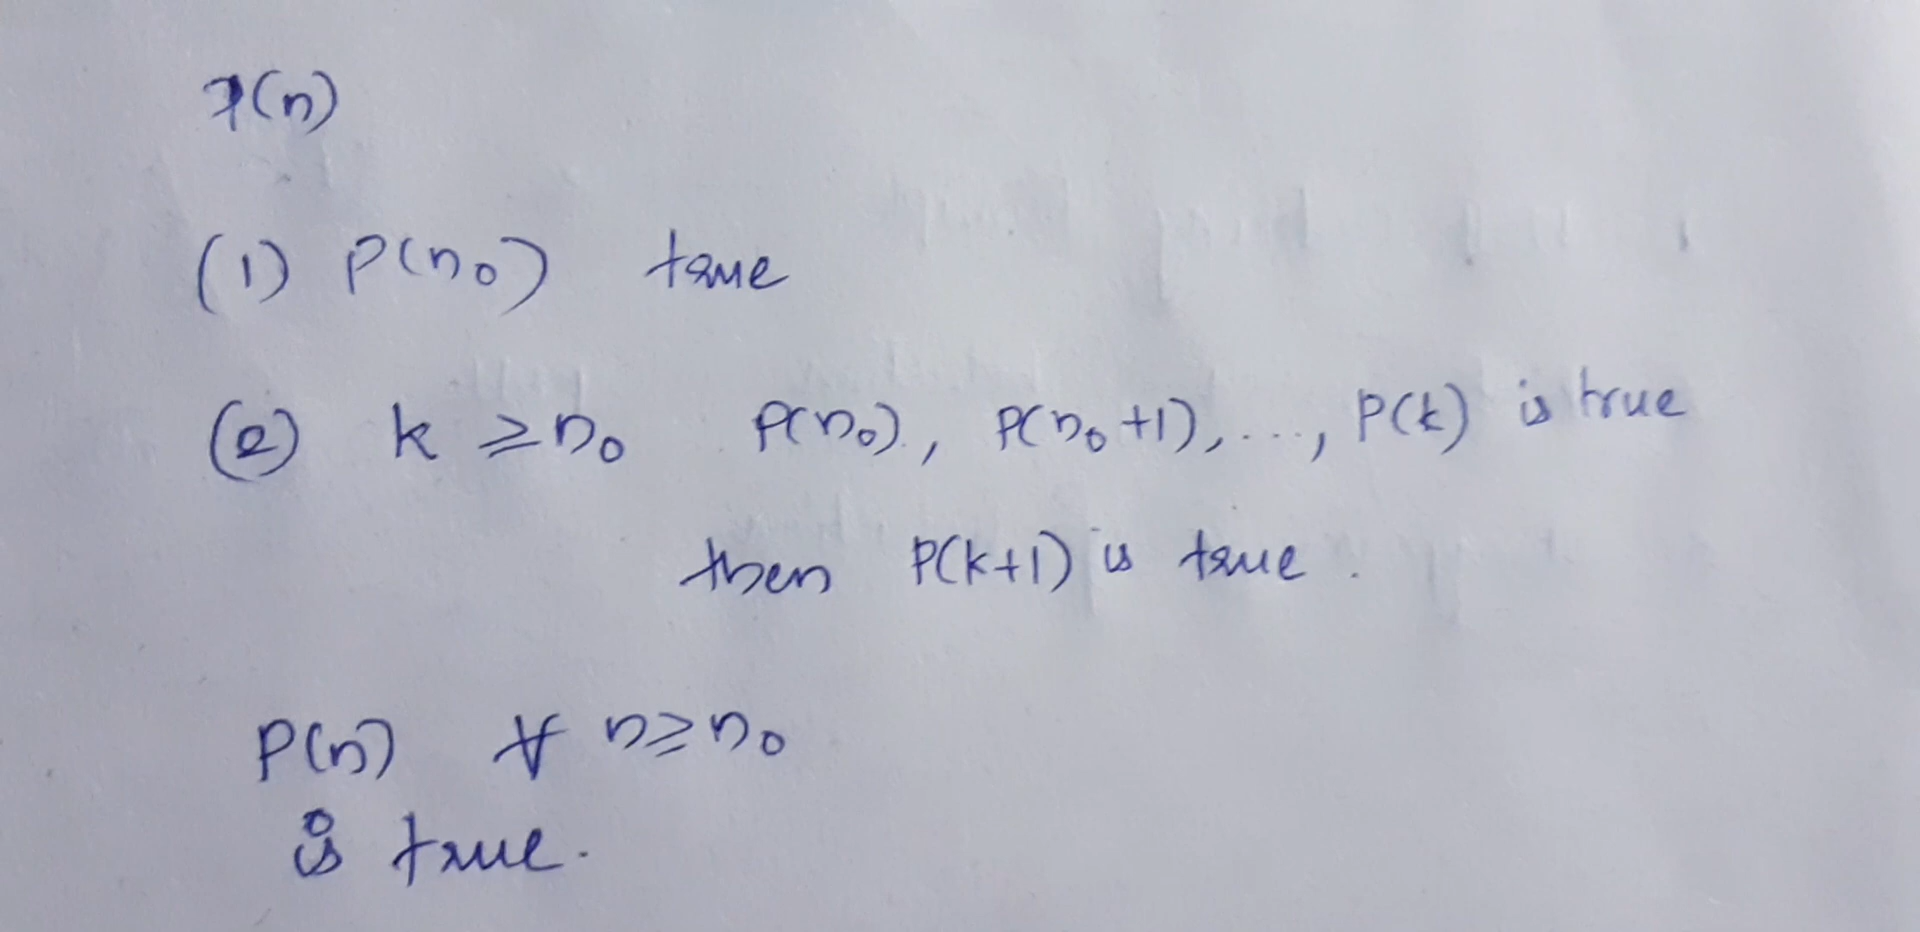 P(n)
(1) P(n₀) true
(2) k ≥ n₀ P(n₀), P(n₀+1), ..., P(k) is true
then P(k+1) is true.
P(n) ∀ n ≥ n₀
is true.